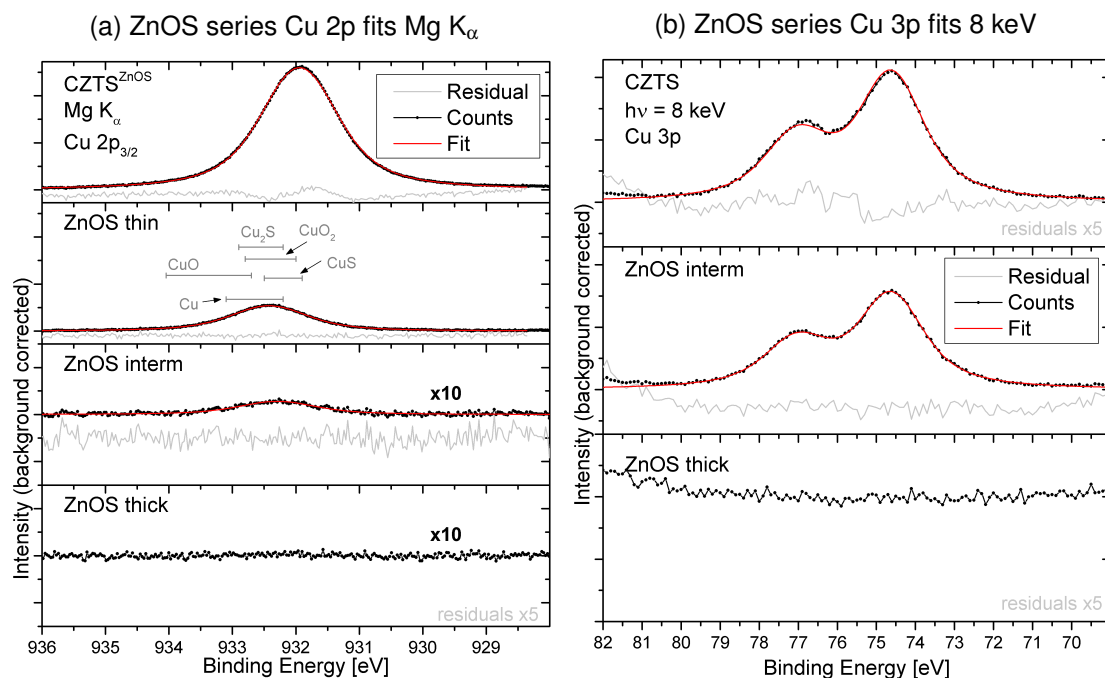 (a) ZnOS series Cu 2p fits Mg Kα
CZTS^ZnOS
Mg Kα
Cu 2p3/2
Residual
Counts
Fit
ZnOS thin
Cu2S
CuO2
CuO
CuS
Cu
ZnOS interm
x10
ZnOS thick
x10
residuals x5
Intensity (background corrected)
936 935 934 933 932 931 930 929
Binding Energy [eV]
(b) ZnOS series Cu 3p fits 8 keV
CZTS
hν = 8 keV
Cu 3p
Residual
Counts
Fit
residuals x5
ZnOS interm
Residual
Counts
Fit
ZnOS thick
residuals x5
Intensity (background corrected)
82 81 80 79 78 77 76 75 74 73 72 71 70
Binding Energy [eV]